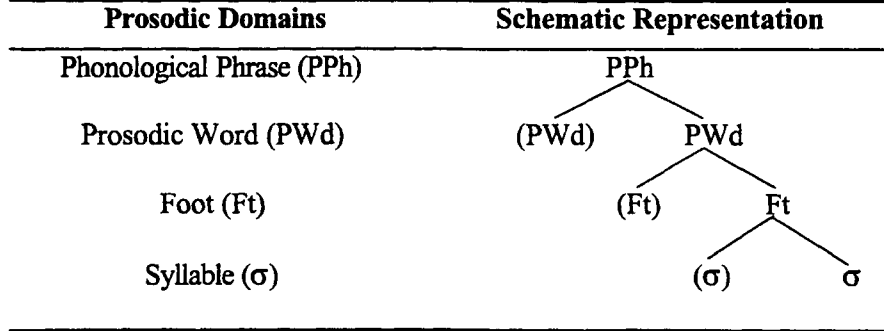 Prosodic Domains Schematic Representation
Phonological Phrase (PPh) PPh
Prosodic Word (PWd) (PWd) PWd
Foot (Ft) (Ft) Ft
Syllable (σ) (σ) σ